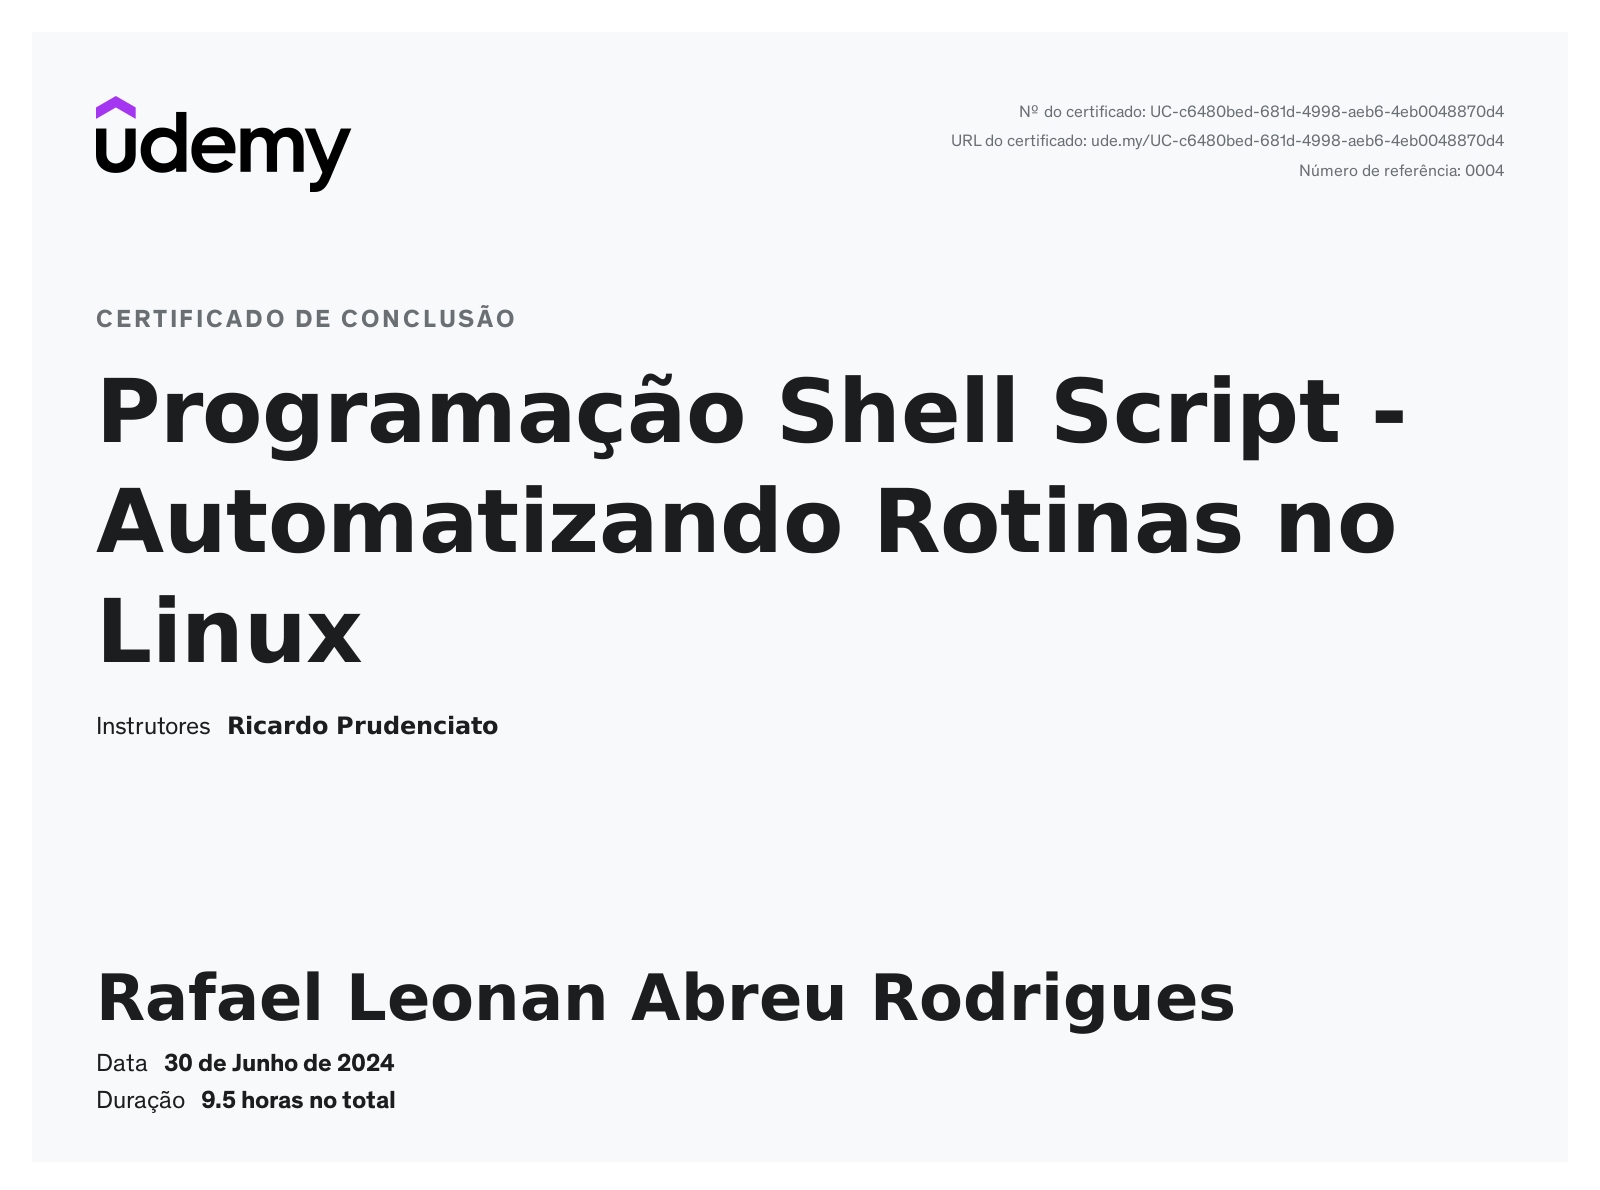 udemy
Nº do certificado: UC-c6480bed-681d-4998-aeb6-4eb0048870d4
URL do certificado: ude.my/UC-c6480bed-681d-4998-aeb6-4eb0048870d4
Número de referência: 0004
CERTIFICADO DE CONCLUSÃO
Programação Shell Script -
Automatizando Rotinas no
Linux
Instrutores Ricardo Prudenciato
Rafael Leonan Abreu Rodrigues
Data 30 de Junho de 2024
Duração 9.5 horas no total